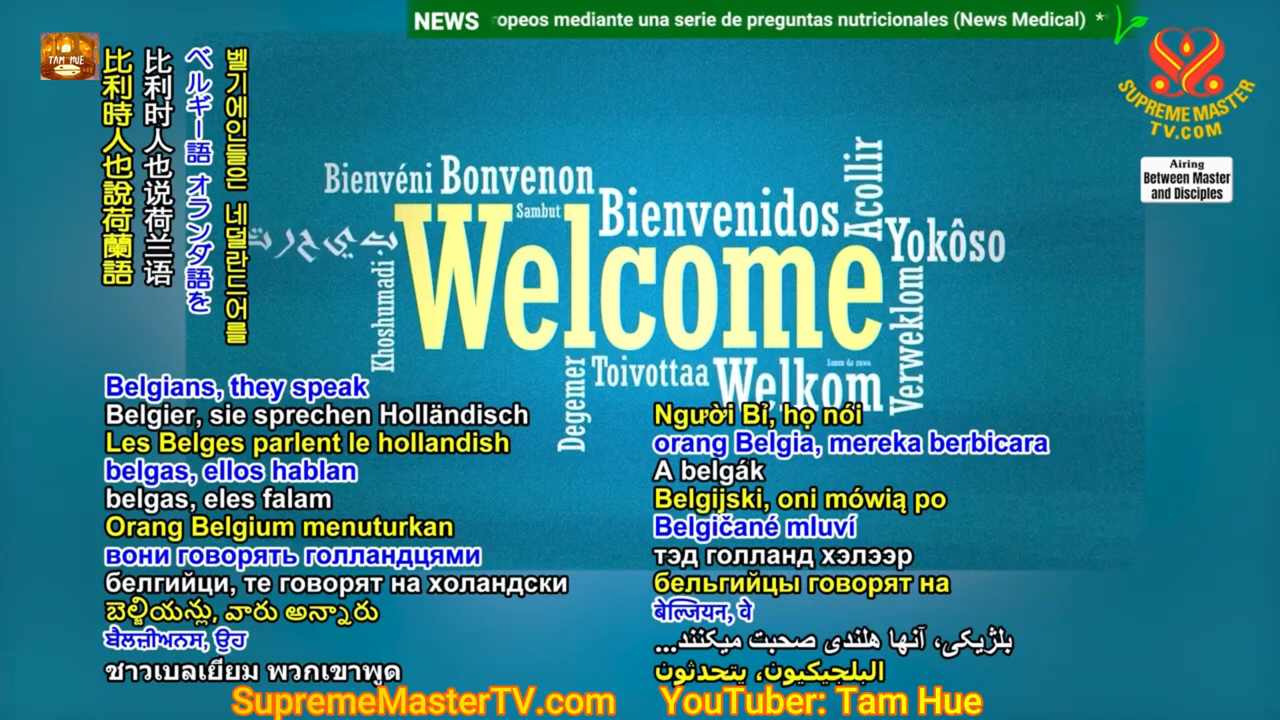 NEWS ropeos mediante una serie de preguntas nutricionales (News Medical) *
TAM HUE
SUPREME MASTER
TV.COM
Airing
Between Master
and Disciples
比利時人也說荷蘭語
比利时人也说荷兰语
ベルギー語 オランダ語を
벨기에인들은 네덜란드어를
Bienvéni
Bonvenon
Sambut
Bienvenidos
Acollir
Yokôso
Khoshumadi
Welcome
Verweklom
Degemer
Toivottaa
Welkom
Belgians, they speak
Belgier, sie sprechen Holländisch
Les Belges parlent le hollandish
belgas, ellos hablan
belgas, eles falam
Orang Belgium menuturkan
вони говорять голландцями
белгийци, те говорят на холандски
బెల్జియన్లు, వారు అన్నారు
ਬੈਲਜ਼ੀਅਨਸ, ਉਹ
ชาวเบลเยียม พวกเขาพูด
Người Bỉ, họ nói
orang Belgia, mereka berbicara
A belgák
Belgijski, oni mówią po
Belgičané mluví
тэд голланд хэлээр
бельгийцы говорят на
बेल्जियन, वे
بلژیکی، آنها هلندی صحبت میکنند...
البلجيكيون، يتحدثون
SupremeMasterTV.com YouTuber: Tam Hue